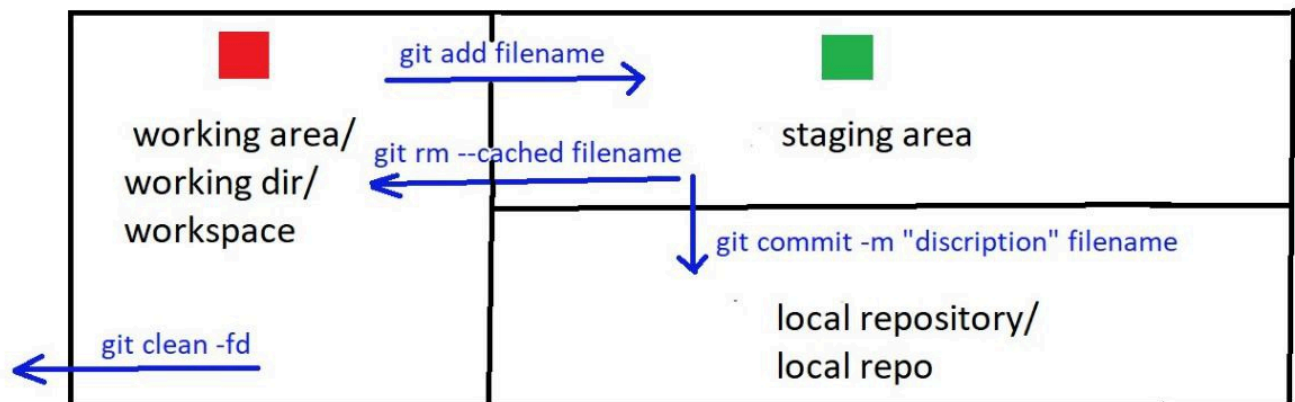 git add filename
working area/
working dir/
workspace
git rm --cached filename
staging area
git commit -m "discription" filename
local repository/
local repo
git clean -fd